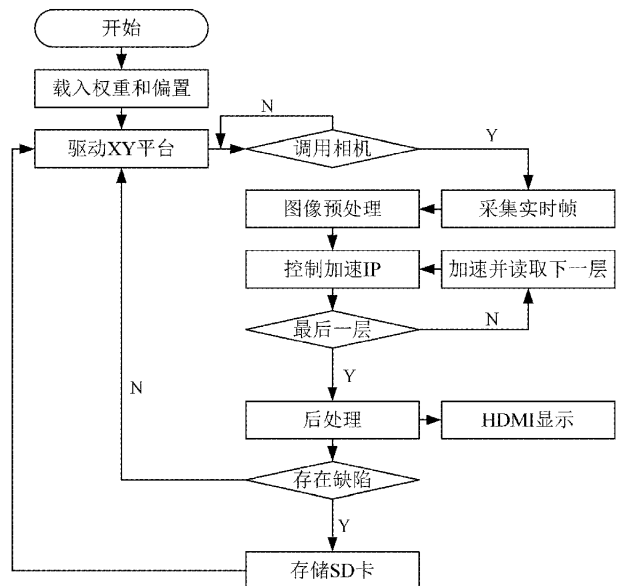 开始
载入权重和偏置
N
驱动XY平台
调用相机
Y
图像预处理
采集实时帧
控制加速IP
加速并读取下一层
最后一层
N
Y
N
后处理
HDMI显示
存在缺陷
Y
存储SD卡